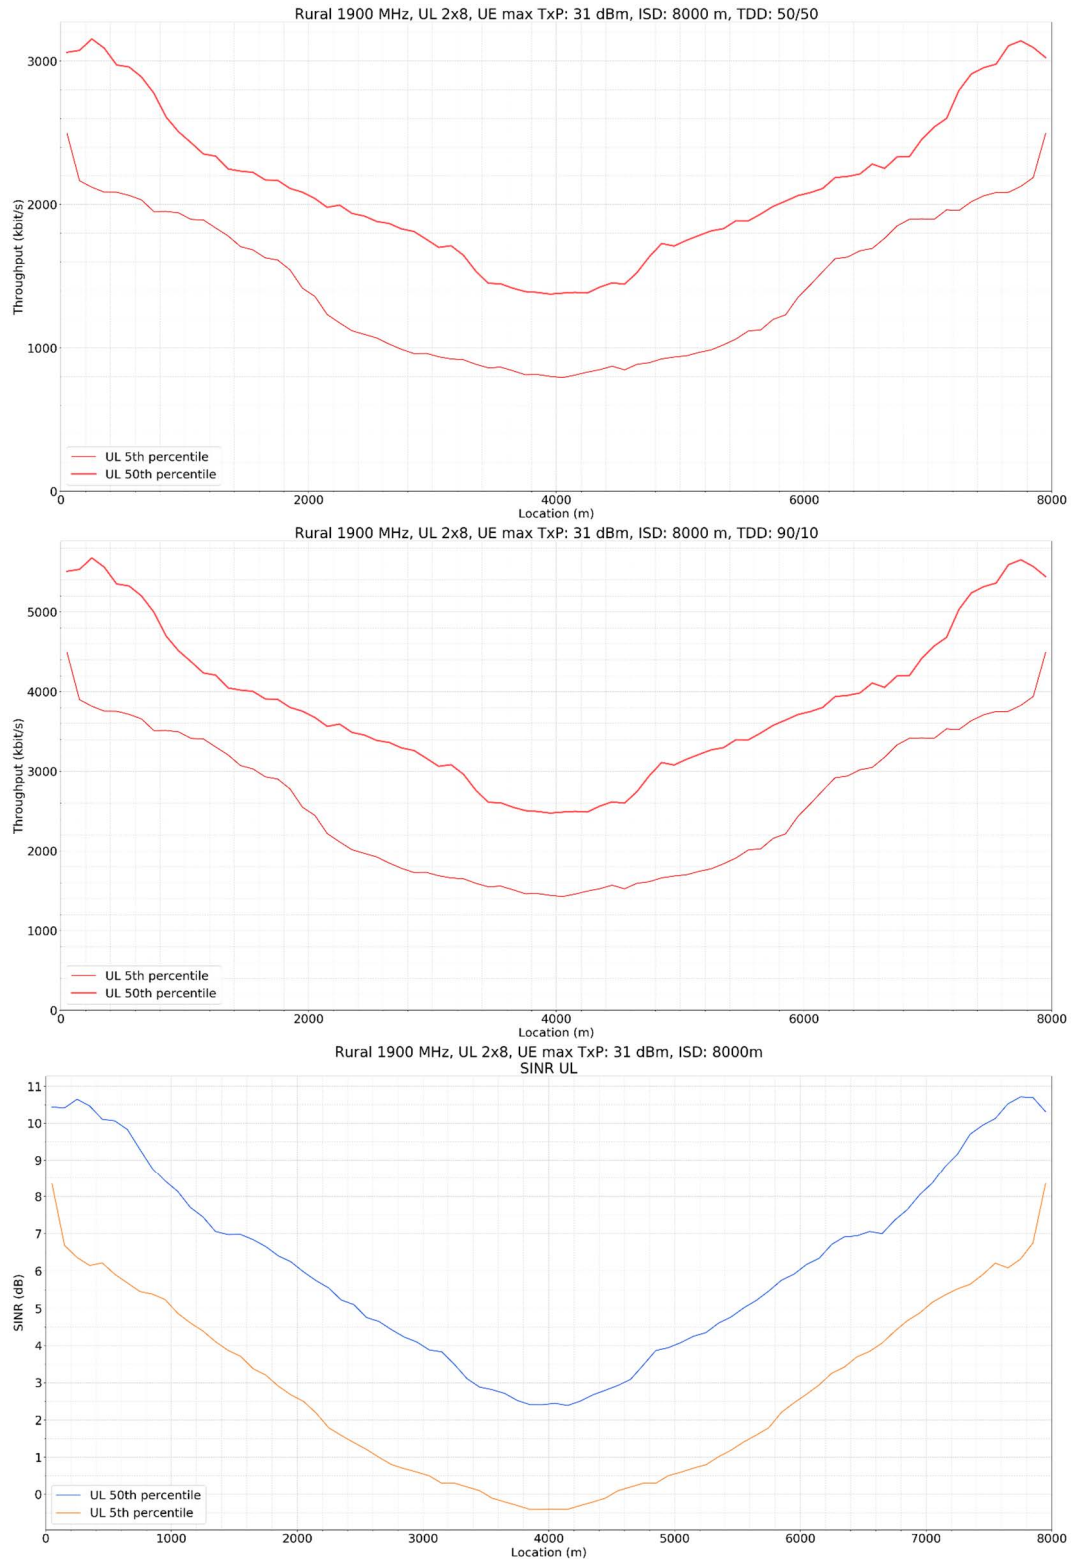 Rural 1900 MHz, UL 2x8, UE max TxP: 31 dBm, ISD: 8000 m, TDD: 50/50
3000
2000
1000
0
Throughput (kbit/s)
UL 5th percentile
UL 50th percentile
0 2000 4000 6000 8000
Location (m)
Rural 1900 MHz, UL 2x8, UE max TxP: 31 dBm, ISD: 8000 m, TDD: 90/10
5000
4000
3000
2000
1000
0
Throughput (kbit/s)
UL 5th percentile
UL 50th percentile
0 2000 4000 6000 8000
Location (m)
Rural 1900 MHz, UL 2x8, UE max TxP: 31 dBm, ISD: 8000m
SINR UL
11
10
9
8
7
6
5
4
3
2
1
0
SINR (dB)
UL 50th percentile
UL 5th percentile
0 1000 2000 3000 4000 5000 6000 7000 8000
Location (m)